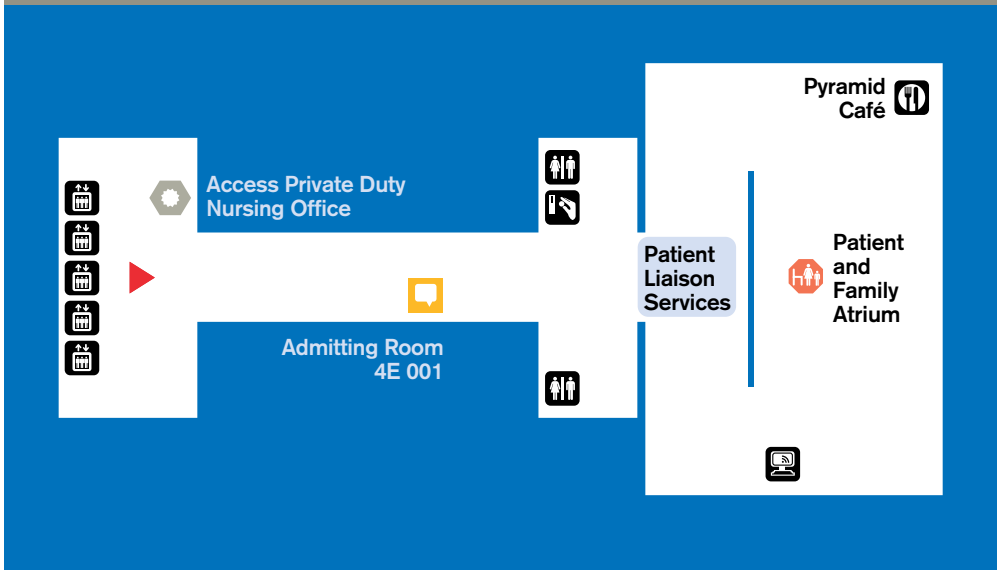 Pyramid
Café
Access Private Duty
Nursing Office
Patient
Liaison
Services
Patient
and
Family
Atrium
Admitting Room
4E 001